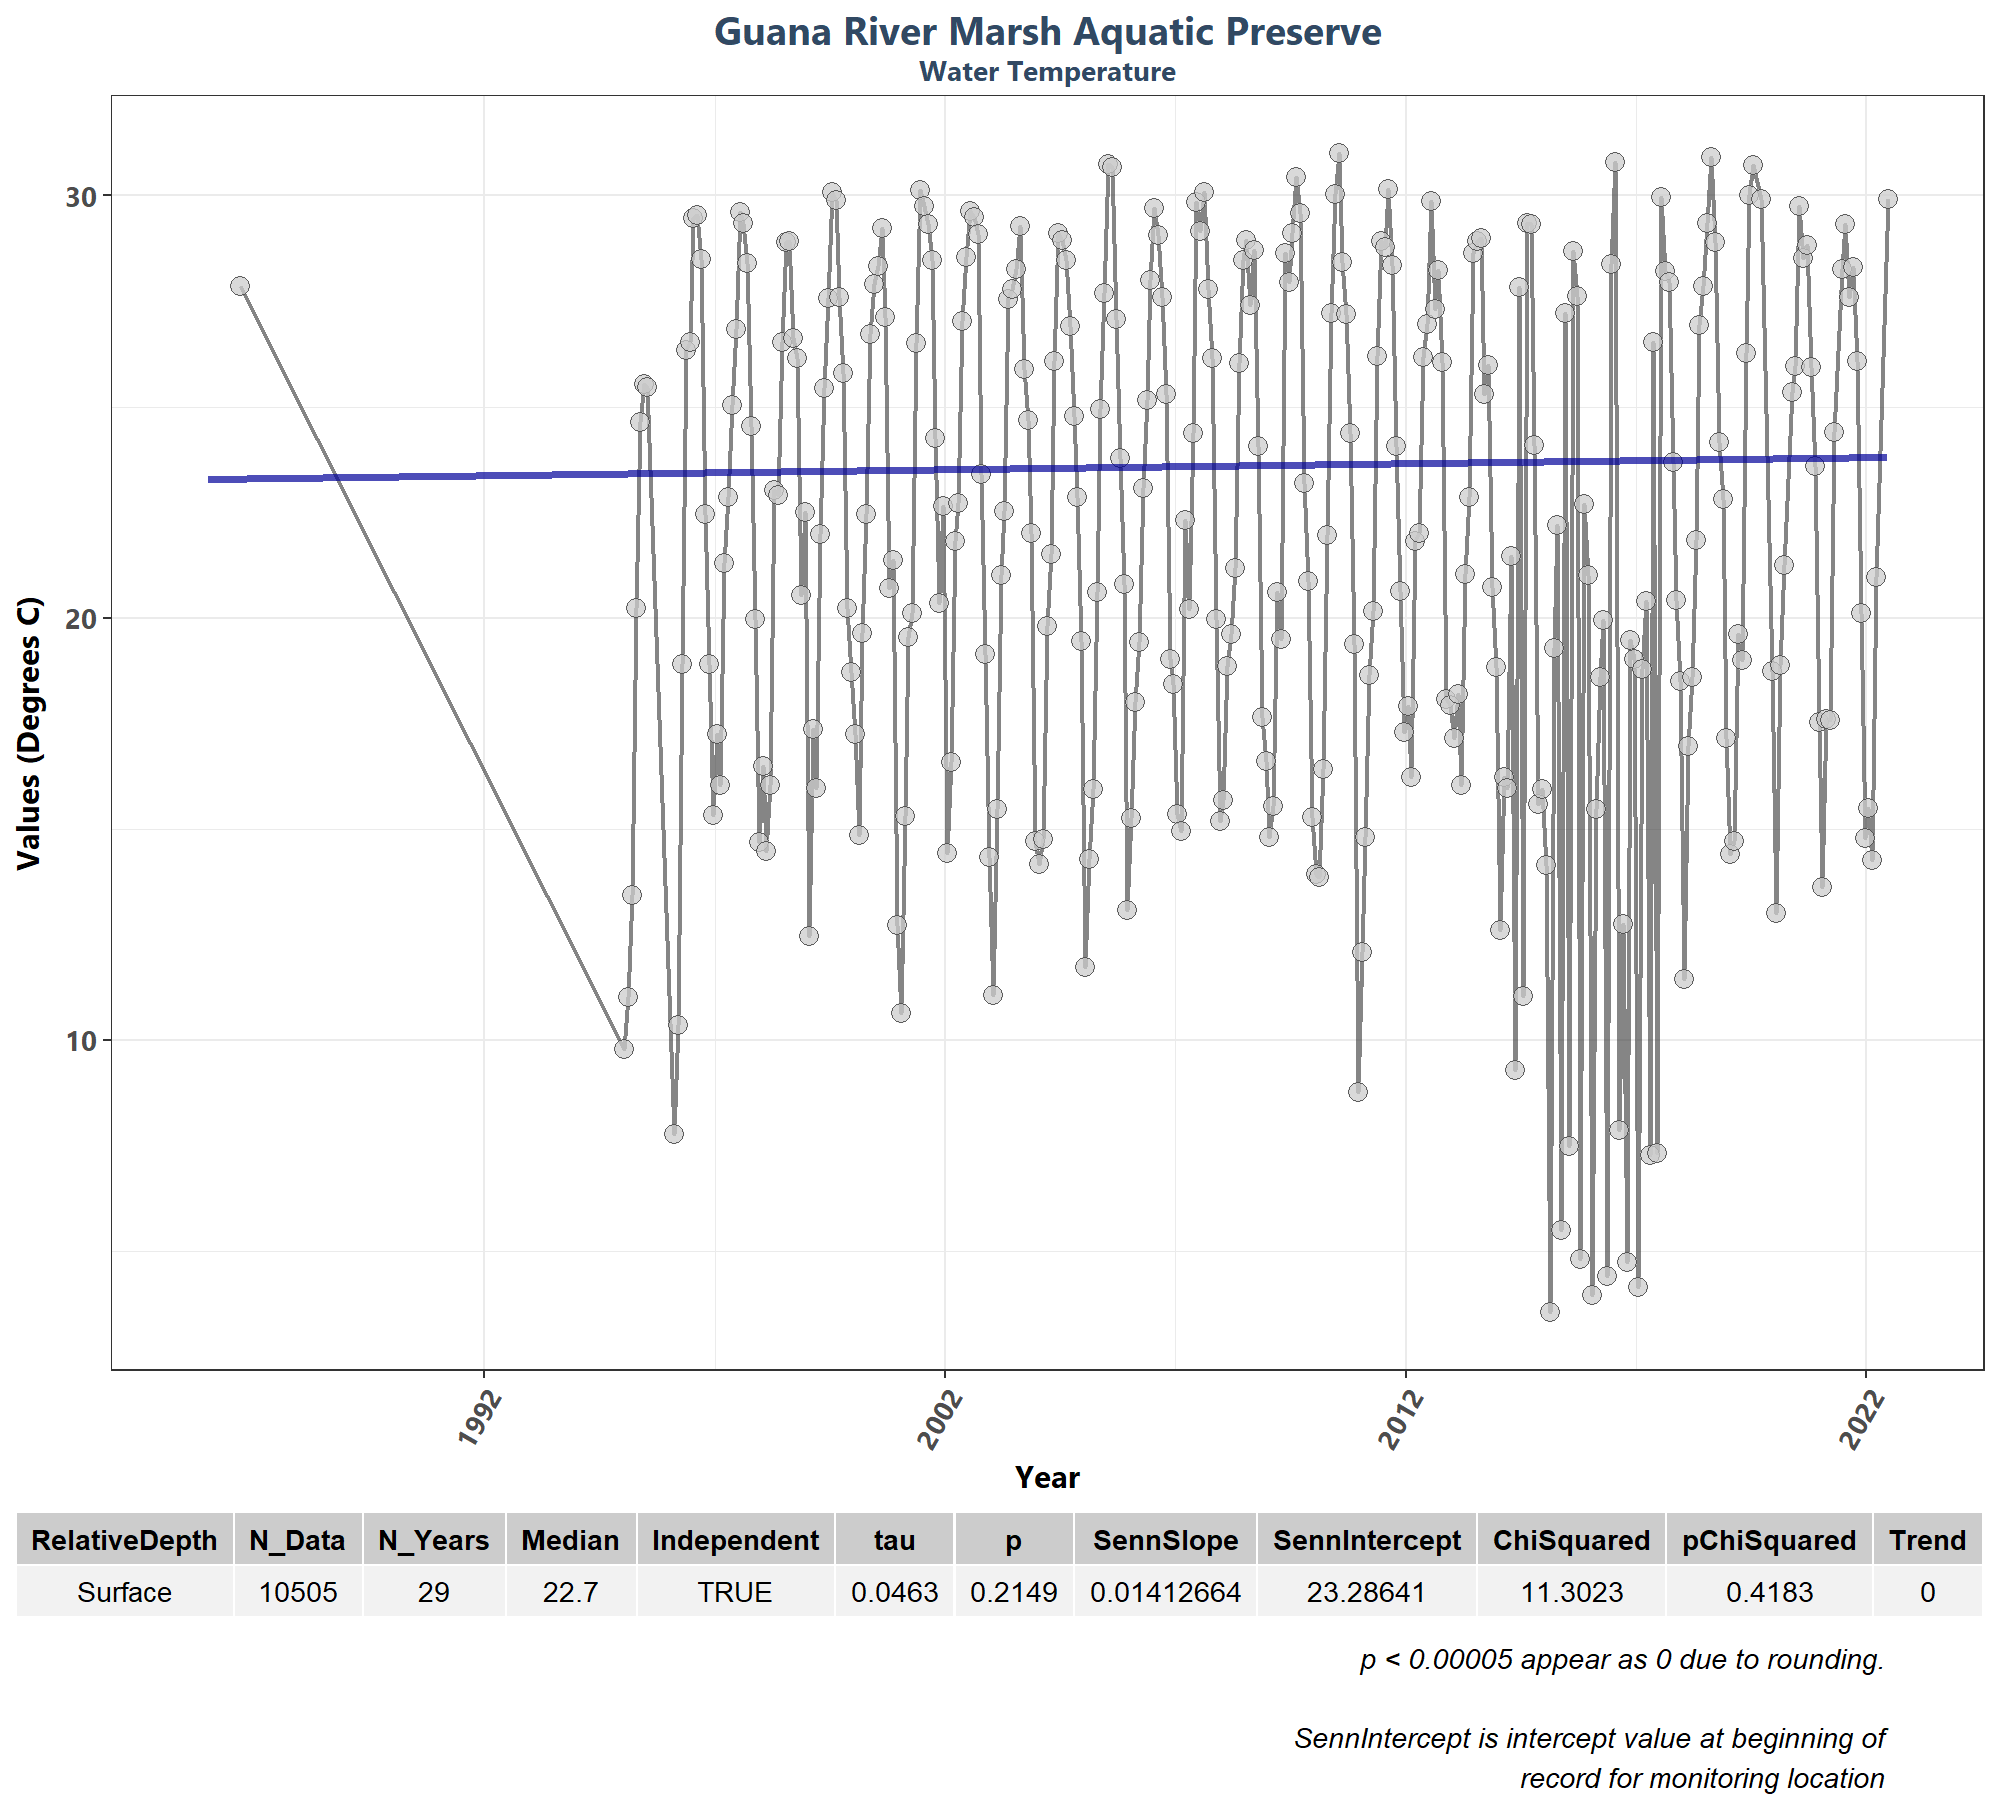 Guana River Marsh Aquatic Preserve
Water Temperature
Values (Degrees C)
30
20
10
1992
2002
2012
2022
Year
RelativeDepth N_Data N_Years Median Independent tau p SennSlope SennIntercept ChiSquared pChiSquared Trend
Surface 10505 29 22.7 TRUE 0.0463 0.2149 0.01412664 23.28641 11.3023 0.4183 0
p < 0.00005 appear as 0 due to rounding.
SennIntercept is intercept value at beginning of
record for monitoring location